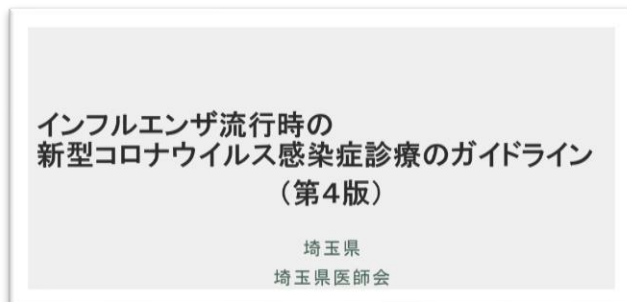 インフルエンザ流行時の
新型コロナウイルス感染症診療のガイドライン
（第4版）
埼玉県
埼玉県医師会